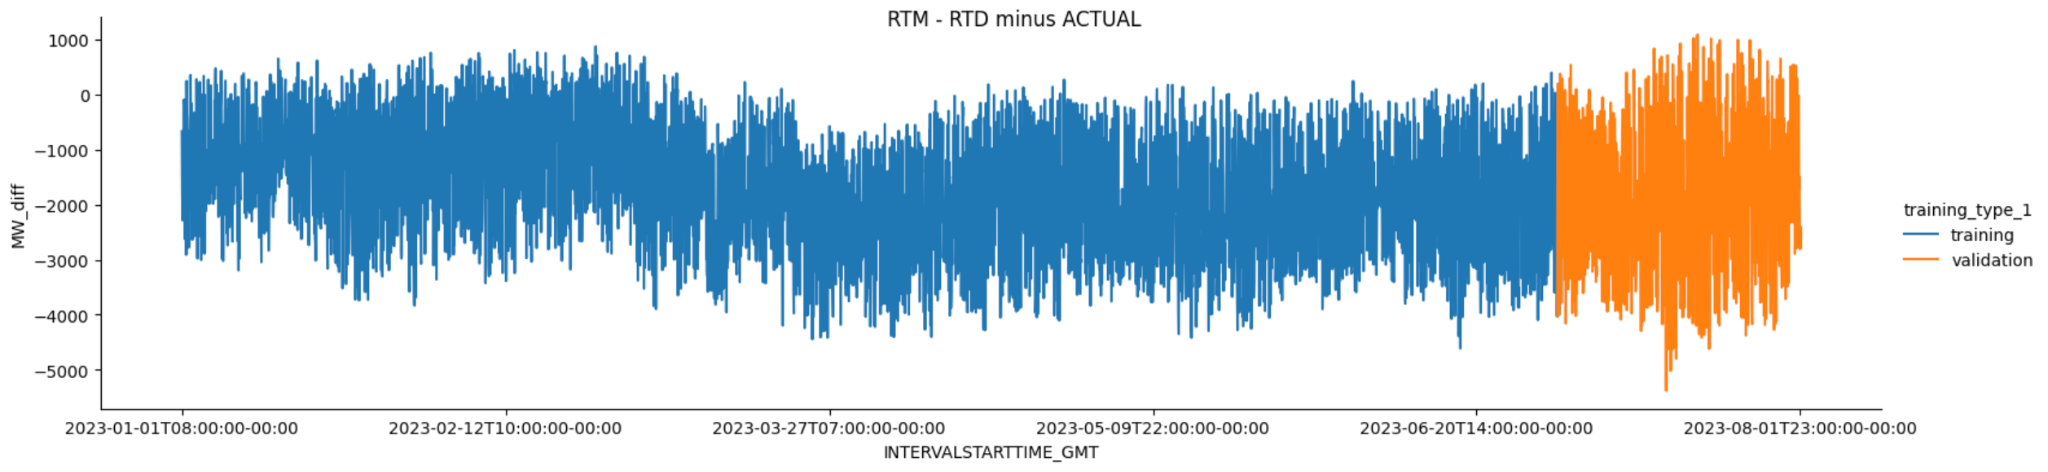 RTM - RTD minus ACTUAL
1000
0
−1000
−2000
−3000
−4000
−5000
MW_diff
2023-01-01T08:00:00-00:00
2023-02-12T10:00:00-00:00
2023-03-27T07:00:00-00:00
2023-05-09T22:00:00-00:00
2023-06-20T14:00:00-00:00
2023-08-01T23:00:00-00:00
INTERVALSTARTTIME_GMT
training_type_1
training
validation